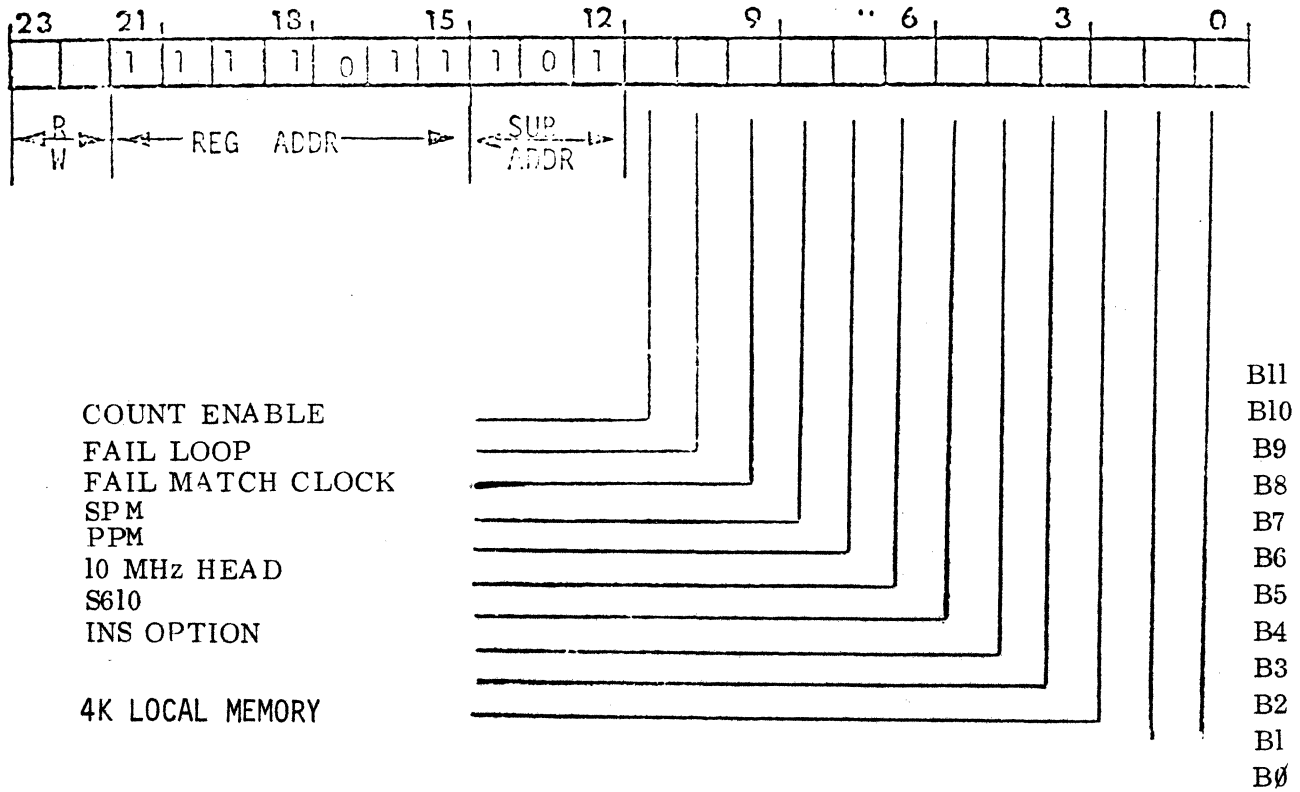 23 21 18 15 12 9 6 3 0
1 1 1 1 0 1 1 1 0 1
R
W
REG ADDR
SUB
ADDR
B11
COUNT ENABLE B10
FAIL LOOP B9
FAIL MATCH CLOCK B8
SPM B7
PPM B6
10 MHz HEAD B5
S610 B4
INS OPTION B3
4K LOCAL MEMORY B2
B1
BØ